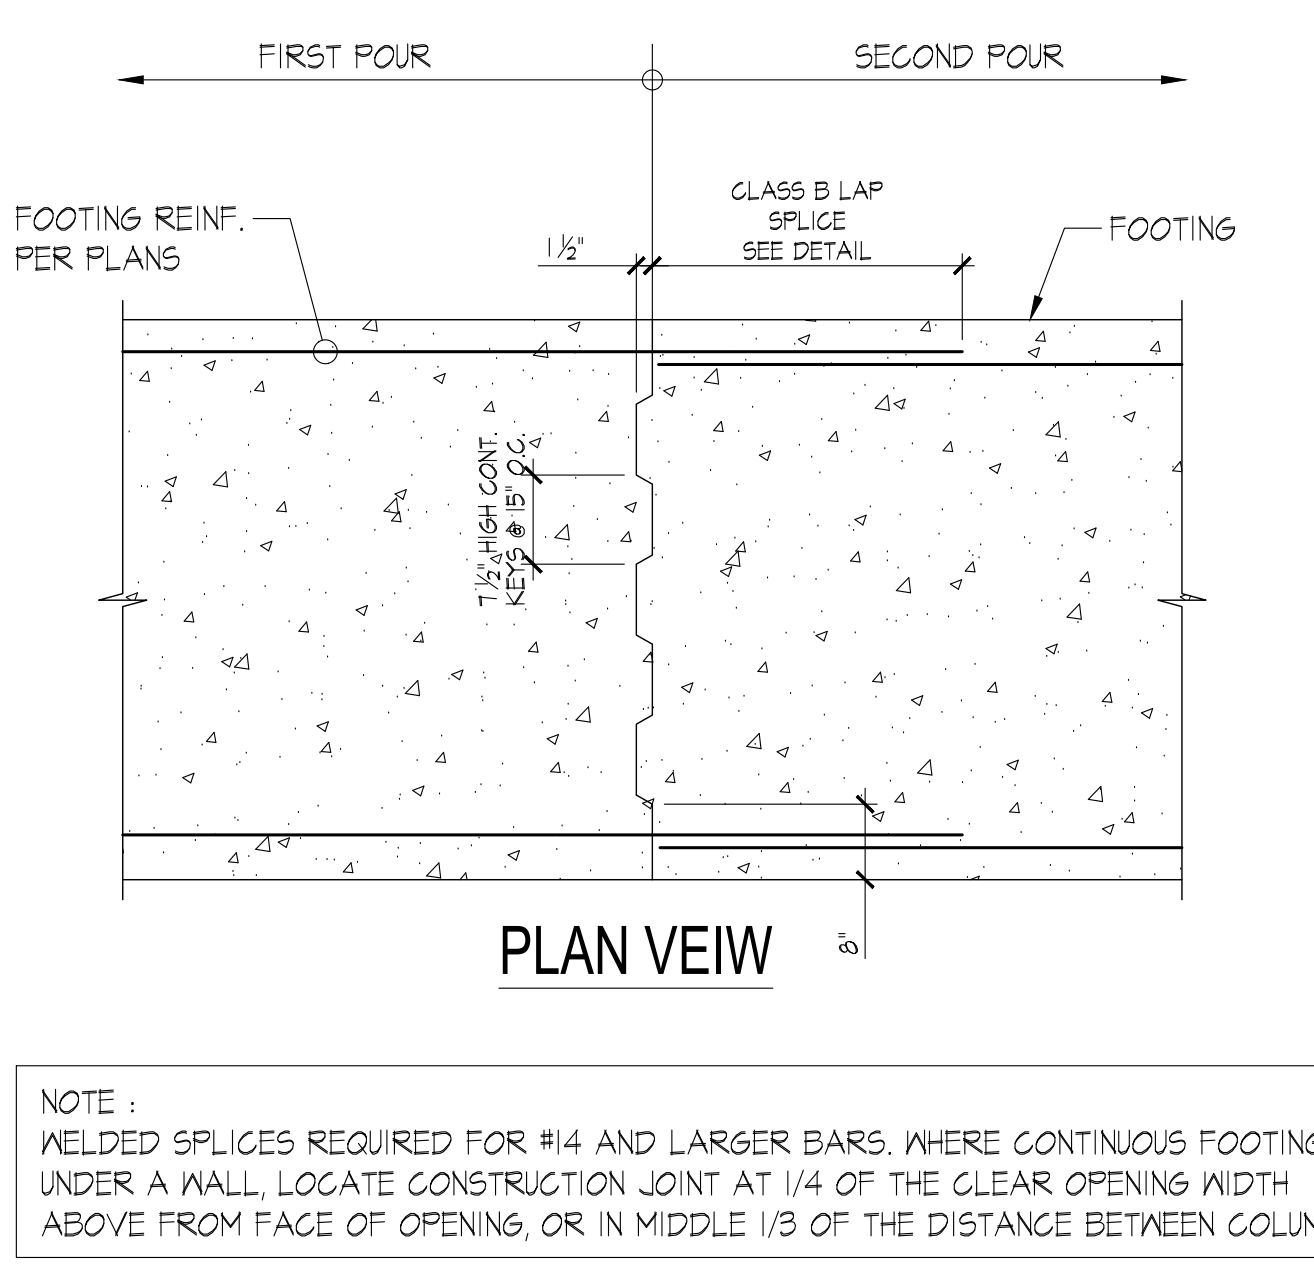 FIRST POUR
SECOND POUR
CLASS B LAP
SPLICE
SEE DETAIL
FOOTING REINF.
PER PLANS
1 ½"
FOOTING
7 ½" HIGH CONT.
KEYS @ 15" O.C.
8"
PLAN VEIW
NOTE :
WELDED SPLICES REQUIRED FOR #14 AND LARGER BARS. WHERE CONTINUOUS FOOTING
UNDER A WALL, LOCATE CONSTRUCTION JOINT AT 1/4 OF THE CLEAR OPENING WIDTH
ABOVE FROM FACE OF OPENING, OR IN MIDDLE 1/3 OF THE DISTANCE BETWEEN